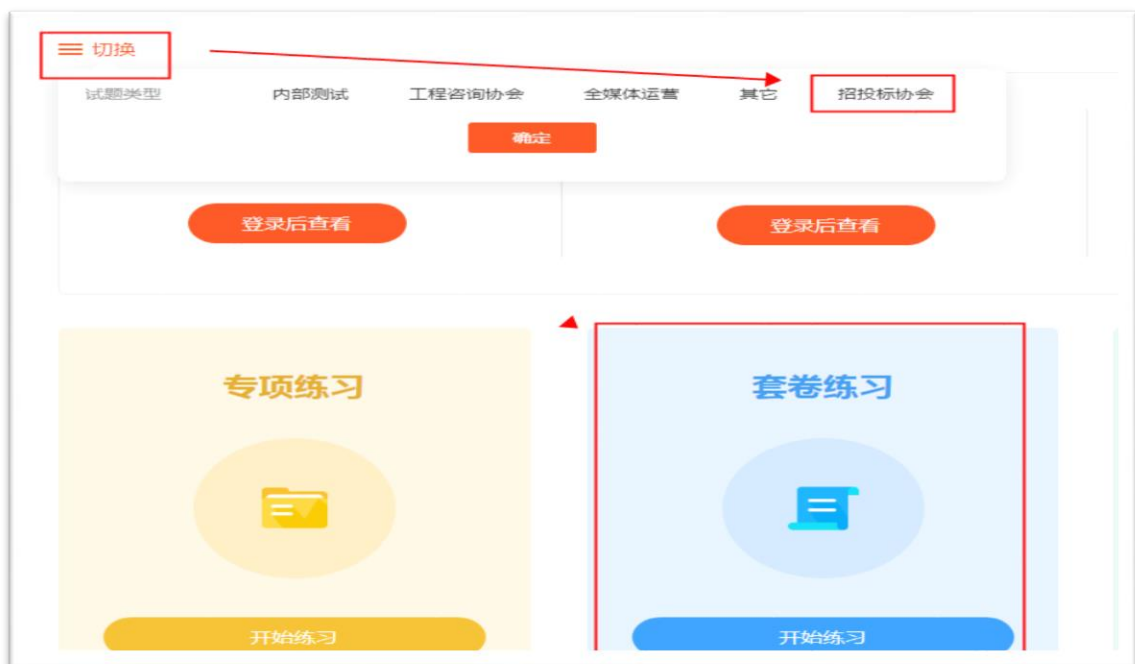 切换
试题类型 内部测试 工程咨询协会 全媒体运营 其它 招投标协会
确定
登录后查看 登录后查看
专项练习 套卷练习
开始练习 开始练习